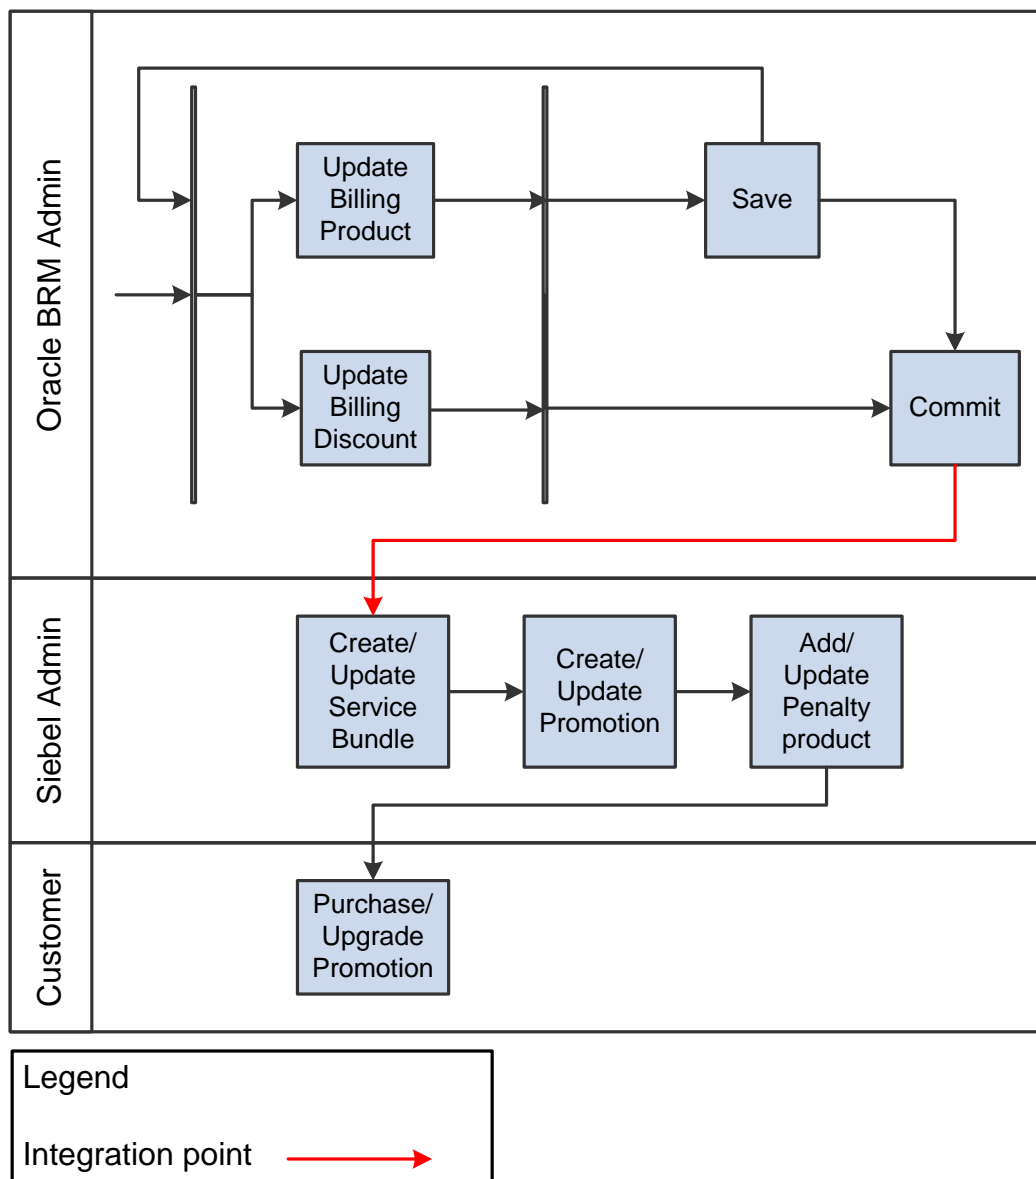 Oracle BRM Admin
Update
Billing
Product
Save
Update
Billing
Discount
Commit
Siebel Admin
Create/
Update
Service
Bundle
Create/
Update
Promotion
Add/
Update
Penalty
product
Customer
Purchase/
Upgrade
Promotion
Legend
Integration point